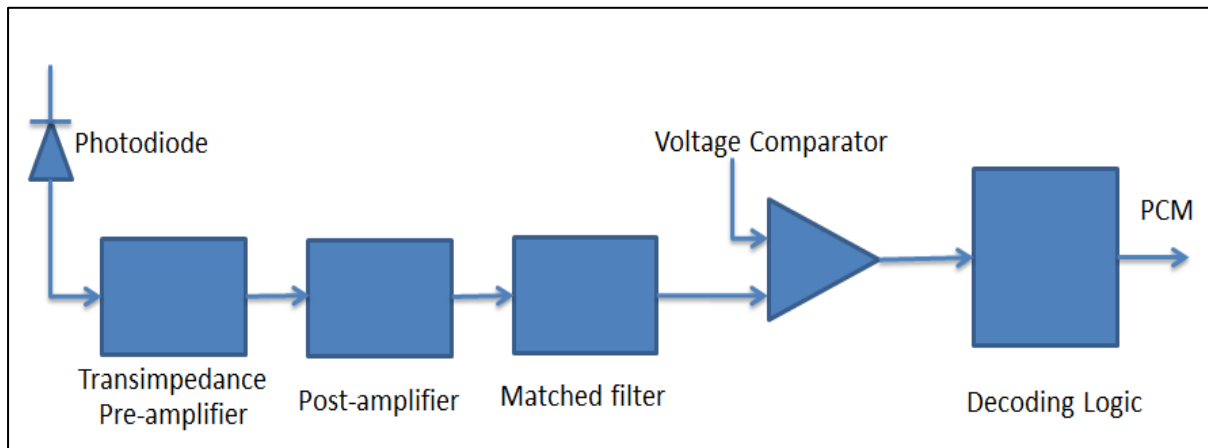 Photodiode
Voltage Comparator
PCM
Transimpedance
Pre-amplifier
Post-amplifier
Matched filter
Decoding Logic